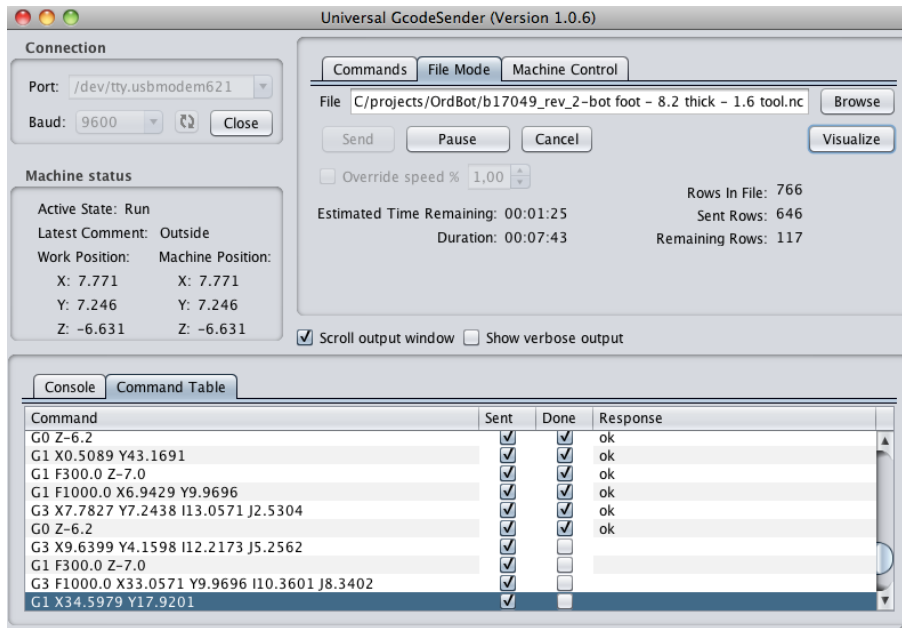 Universal GcodeSender (Version 1.0.6)
Connection
Port: /dev/tty.usbmodem621
Baud: 9600 Close
Machine status
Active State: Run
Latest Comment: Outside
Work Position: Machine Position:
X: 7.771 X: 7.771
Y: 7.246 Y: 7.246
Z: -6.631 Z: -6.631
Commands File Mode Machine Control
File C/projects/OrdBot/b17049_rev_2-bot foot - 8.2 thick - 1.6 tool.nc Browse
Send Pause Cancel Visualize
Override speed % 1,00
Rows In File: 766
Estimated Time Remaining: 00:01:25 Sent Rows: 646
Duration: 00:07:43 Remaining Rows: 117
Scroll output window Show verbose output
Console Command Table
Command Sent Done Response
G0 Z-6.2 ok
G1 X0.5089 Y43.1691 ok
G1 F300.0 Z-7.0 ok
G1 F1000.0 X6.9429 Y9.9696 ok
G3 X7.7827 Y7.2438 I13.0571 J2.5304 ok
G0 Z-6.2 ok
G3 X9.6399 Y4.1598 I12.2173 J5.2562
G1 F300.0 Z-7.0
G3 F1000.0 X33.0571 Y9.9696 I10.3601 J8.3402
G1 X34.5979 Y17.9201